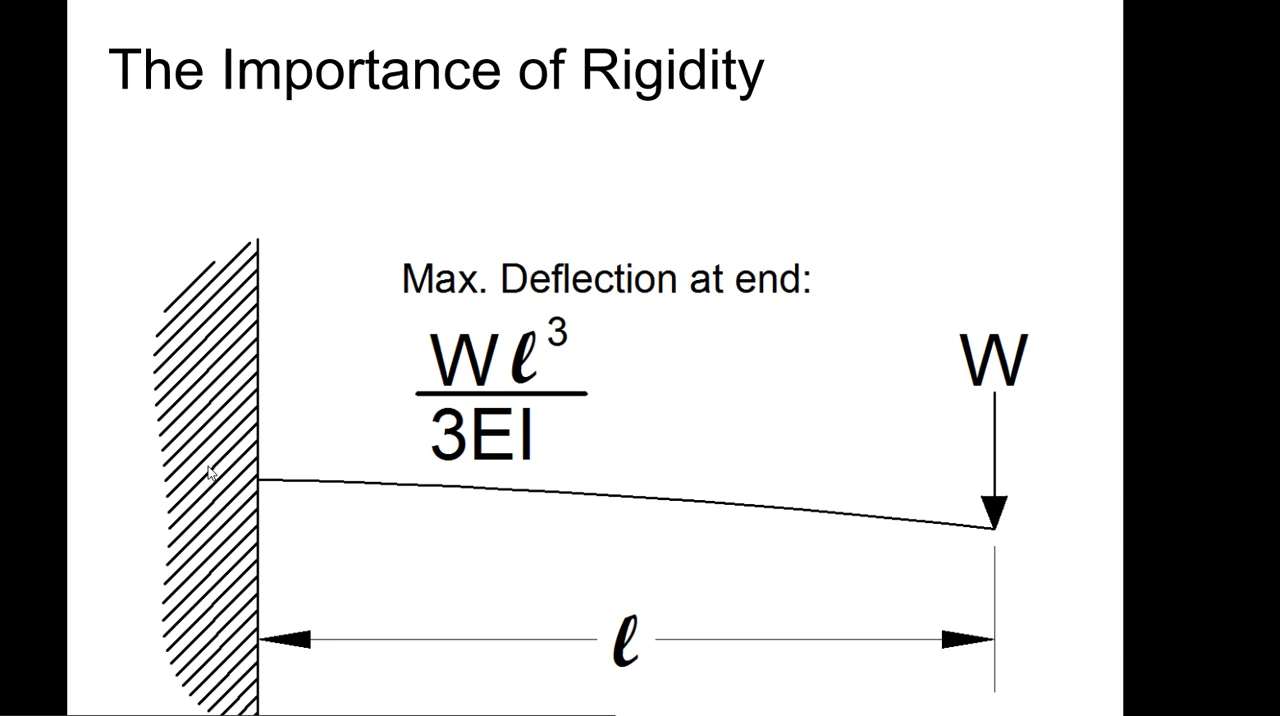 The Importance of Rigidity
Max. Deflection at end:
Wℓ³
3EI
W
ℓ